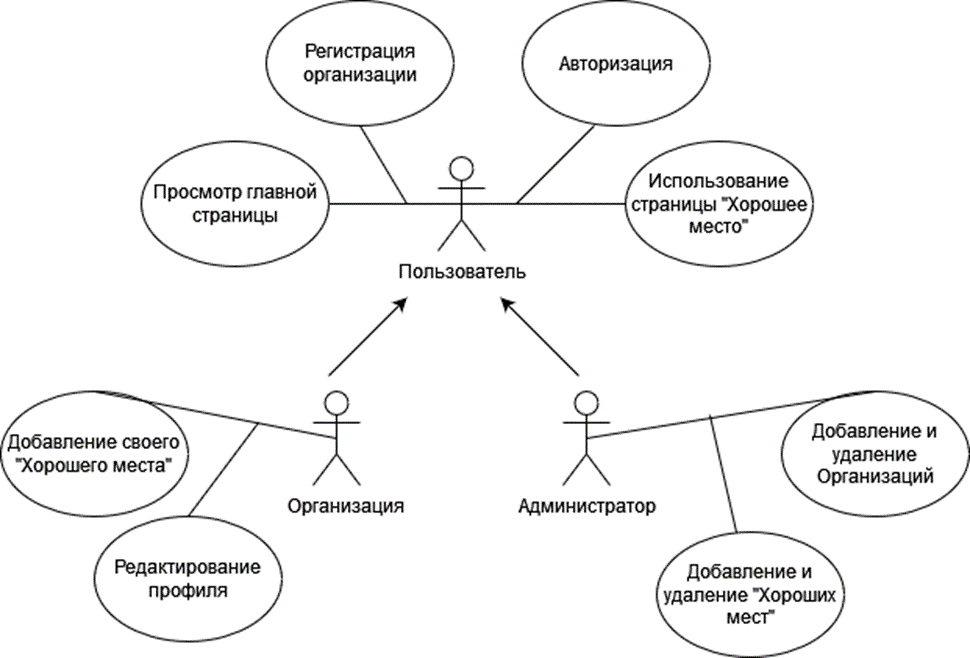 Регистрация
организации
Авторизация
Просмотр главной
страницы
Использование
страницы "Хорошее
место"
Пользователь
Добавление своего
"Хорошего места"
Организация
Редактирование
профиля
Администратор
Добавление и
удаление
Организаций
Добавление и
удаление "Хороших
мест"